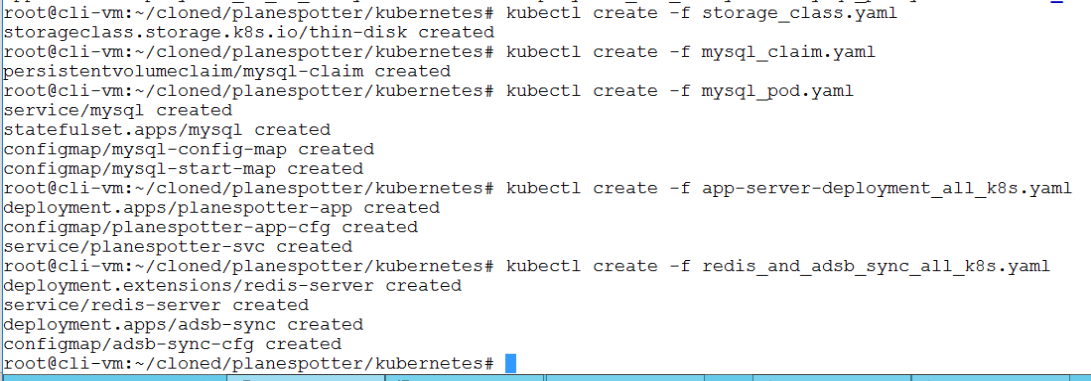 root@cli-vm:~/cloned/planespotter/kubernetes# kubectl create -f storage_class.yaml
storageclass.storage.k8s.io/thin-disk created
root@cli-vm:~/cloned/planespotter/kubernetes# kubectl create -f mysql_claim.yaml
persistentvolumeclaim/mysql-claim created
root@cli-vm:~/cloned/planespotter/kubernetes# kubectl create -f mysql_pod.yaml
service/mysql created
statefulset.apps/mysql created
configmap/mysql-config-map created
configmap/mysql-start-map created
root@cli-vm:~/cloned/planespotter/kubernetes# kubectl create -f app-server-deployment_all_k8s.yaml
deployment.apps/planespotter-app created
configmap/planespotter-app-cfg created
service/planespotter-svc created
root@cli-vm:~/cloned/planespotter/kubernetes# kubectl create -f redis_and_adsb_sync_all_k8s.yaml
deployment.extensions/redis-server created
service/redis-server created
deployment.apps/adsb-sync created
configmap/adsb-sync-cfg created
root@cli-vm:~/cloned/planespotter/kubernetes#